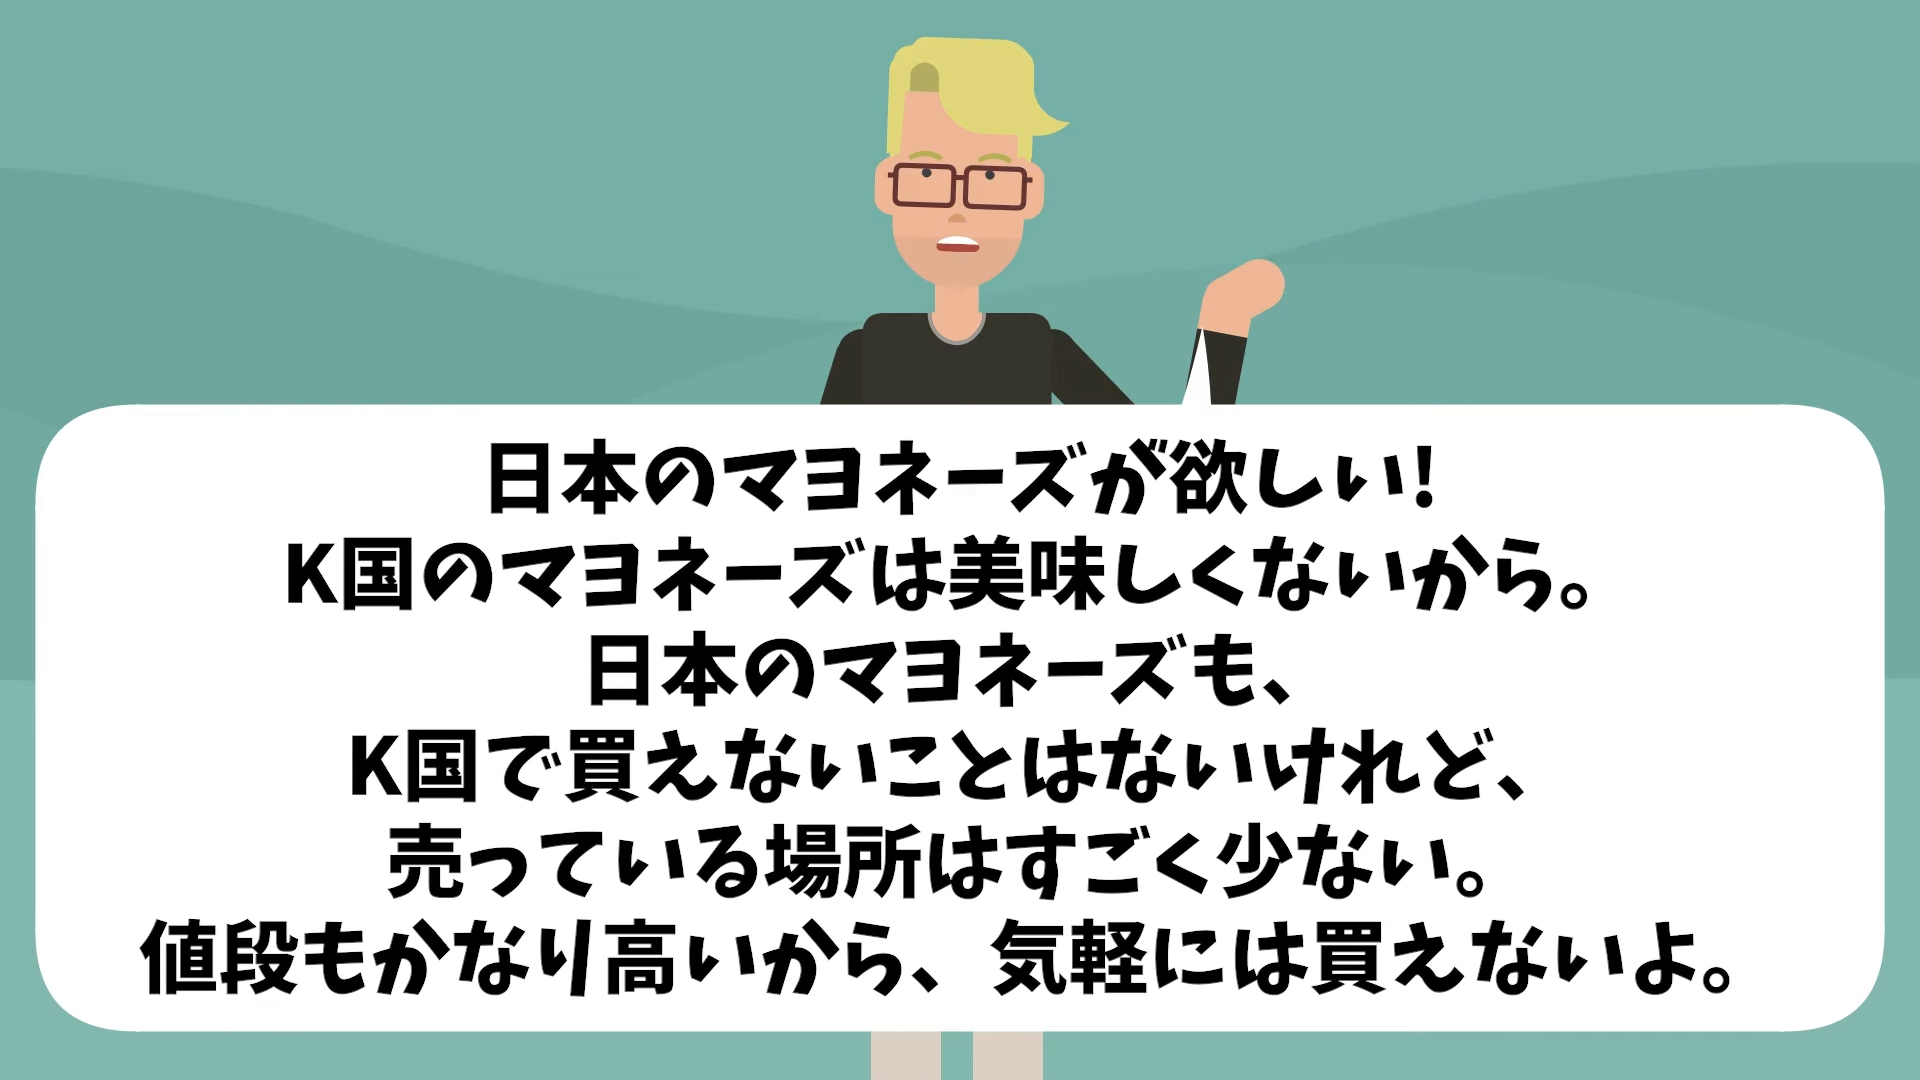 日本のマヨネーズが欲しい!
K国のマヨネーズは美味しくないから。
日本のマヨネーズも、
K国で買えないことはないけれど、
売っている場所はすごく少ない。
値段もかなり高いから、気軽には買えないよ。